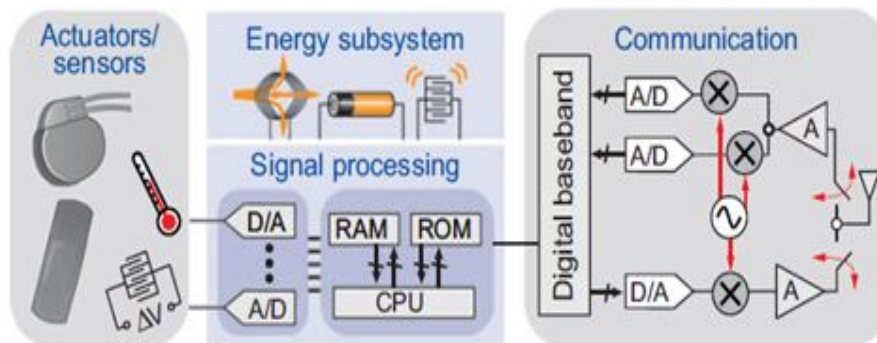 Actuators/
sensors
ΔV
Energy subsystem
Signal processing
D/A
A/D
RAM
ROM
CPU
Communication
Digital baseband
A/D
A/D
D/A
A
A